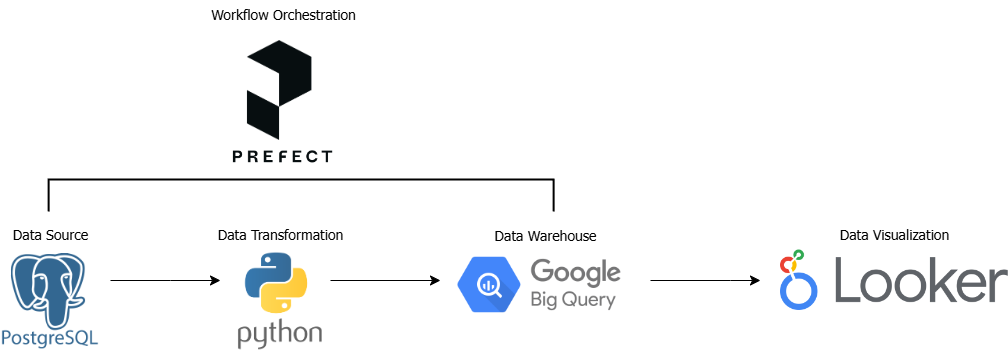 Workflow Orchestration
PREFECT
Data Source
Data Transformation
Data Warehouse
Data Visualization
PostgreSQL
python
Google
Big Query
Looker